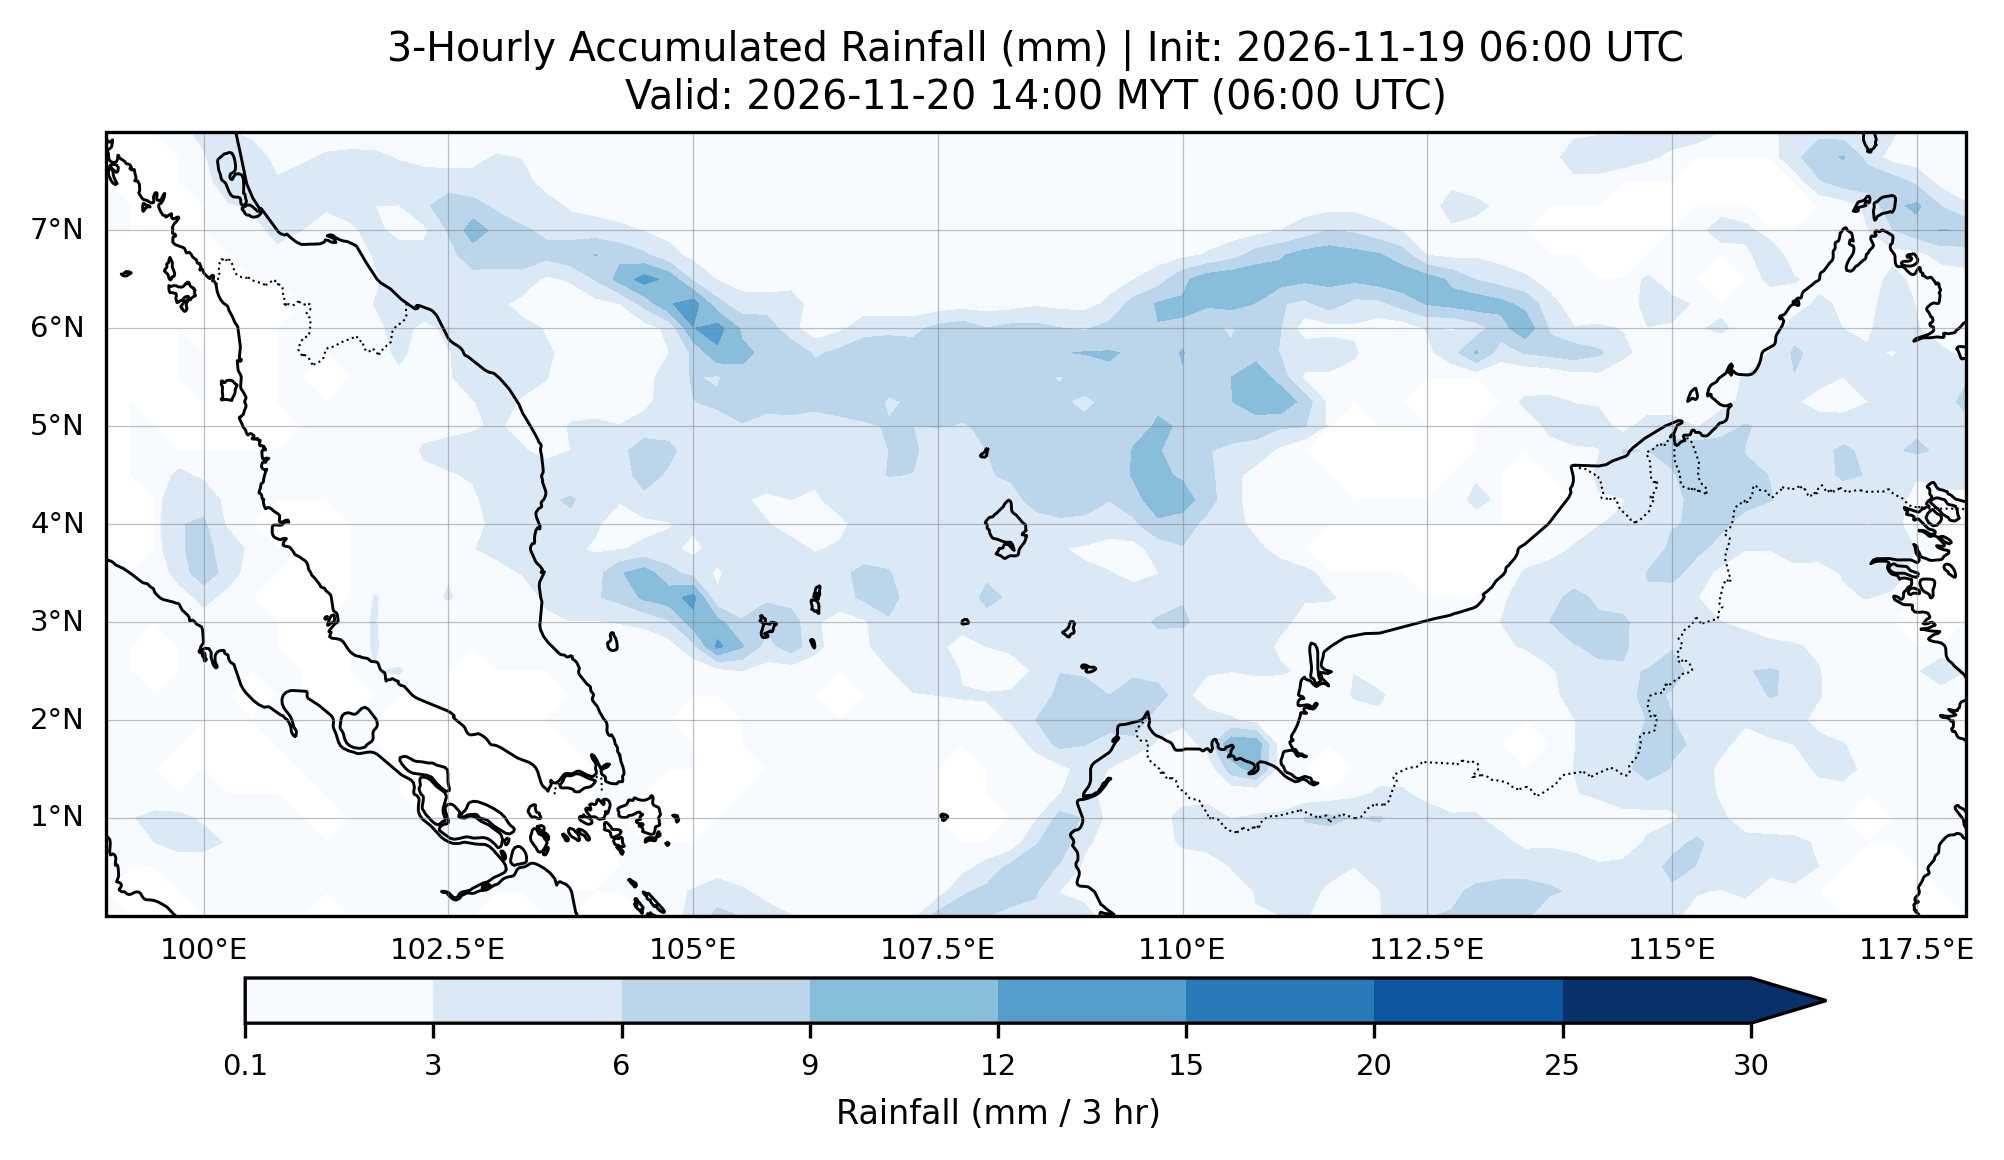 3-Hourly Accumulated Rainfall (mm) | Init: 2026-11-19 06:00 UTC
Valid: 2026-11-20 14:00 MYT (06:00 UTC)
7°N
6°N
5°N
4°N
3°N
2°N
1°N
100°E 102.5°E 105°E 107.5°E 110°E 112.5°E 115°E 117.5°E
0.1 3 6 9 12 15 20 25 30
Rainfall (mm / 3 hr)